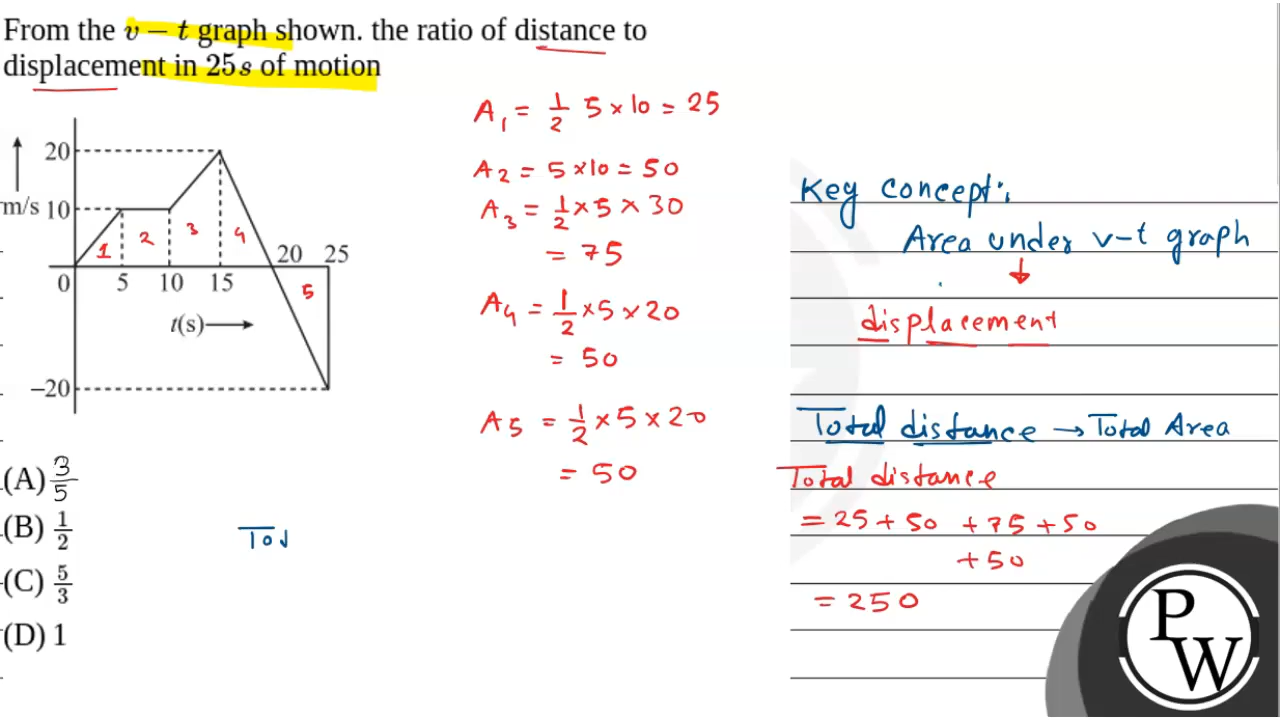 From the v − t graph shown. the ratio of distance to
displacement in 25s of motion
20
m/s 10
0 5 10 15
20 25
t(s)
−20
1 2 3 4 5
(A) 3/5
(B) 1/2
(C) 5/3
(D) 1
A1 = 1/2 5 × 10 = 25
A2 = 5 × 10 = 50
A3 = 1/2 × 5 × 30
= 75
A4 = 1/2 × 5 × 20
= 50
A5 = 1/2 × 5 × 20
= 50
Key concept:
Area under v-t graph
↓
displacement
Total distance → Total Area
Total distance
= 25 + 50 + 75 + 50
+ 50
= 250
P
W